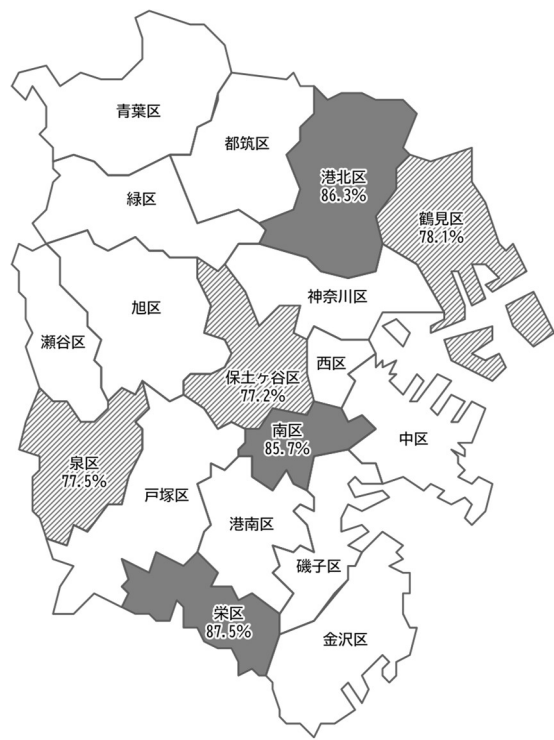 青葉区
都筑区
港北区
86.3%
緑区
鶴見区
78.1%
神奈川区
旭区
瀬谷区
西区
保土ヶ谷区
77.2%
南区
85.7%
中区
泉区
77.5%
戸塚区
港南区
磯子区
栄区
87.5%
金沢区